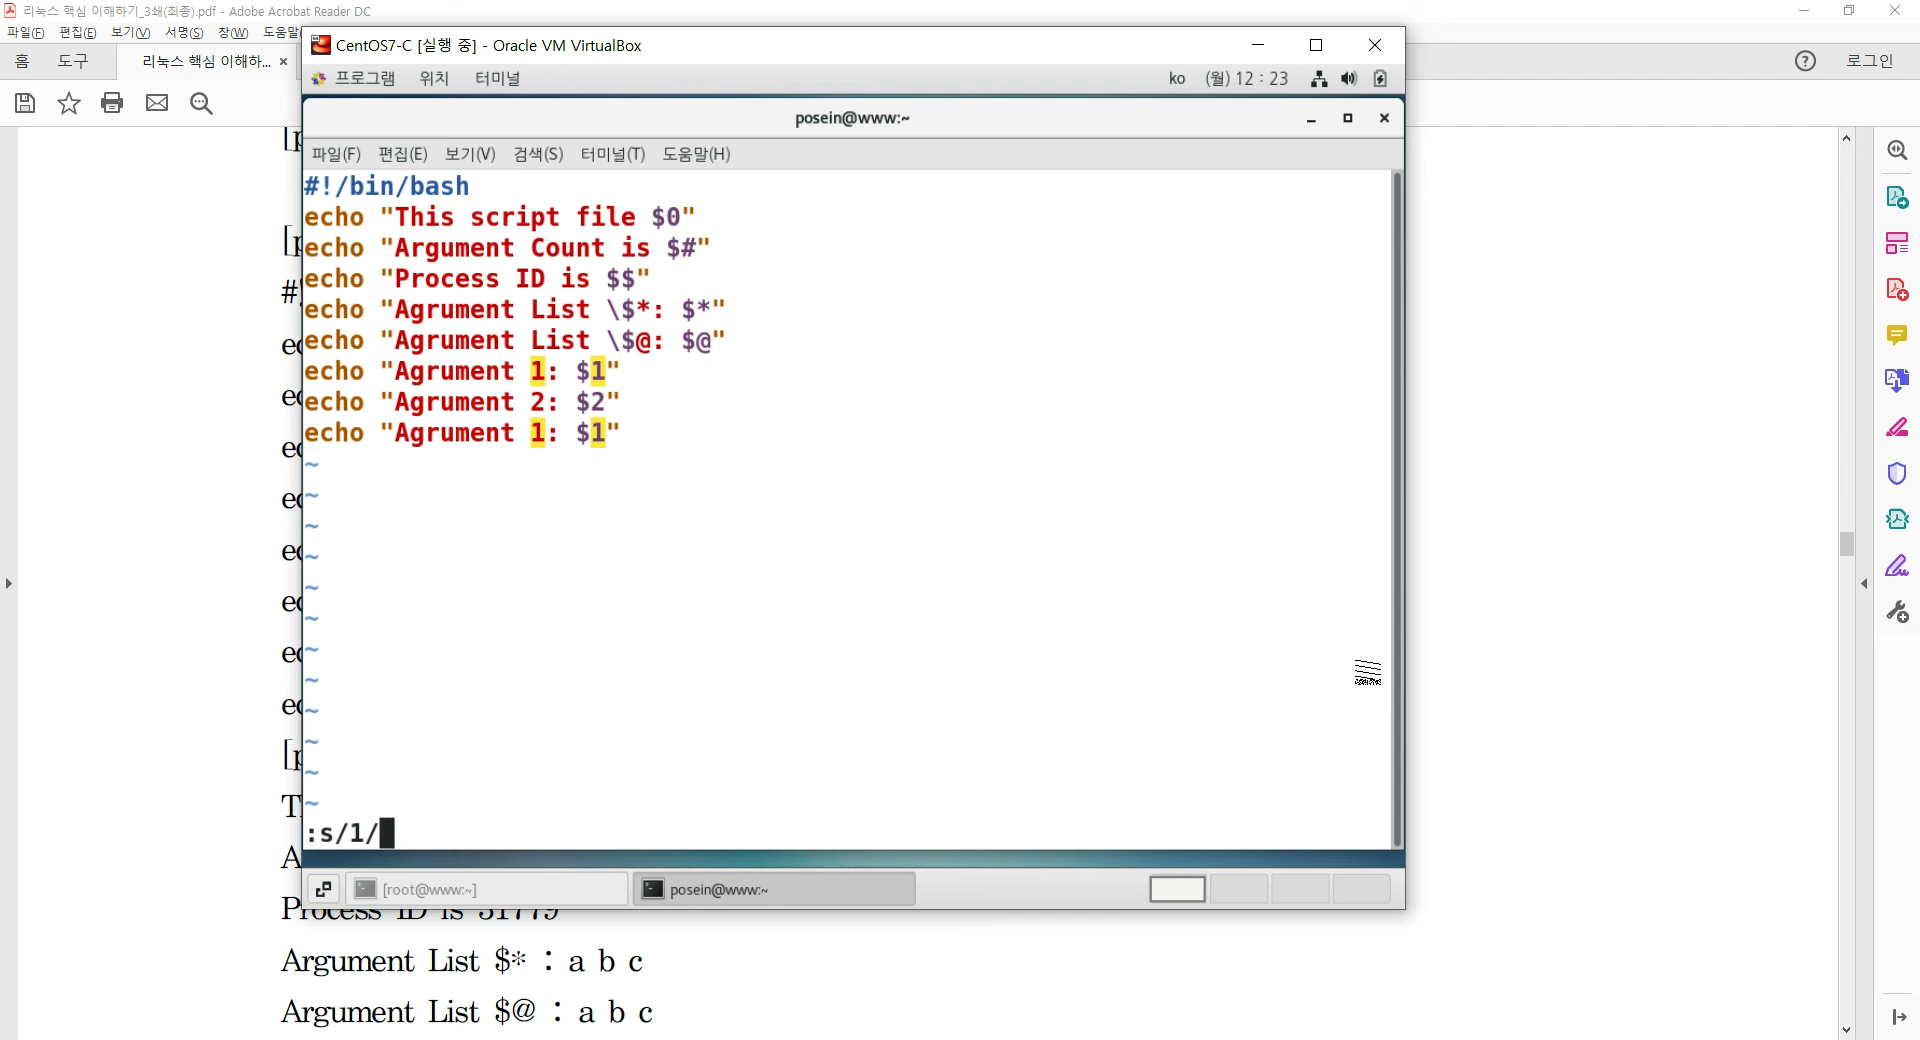 리눅스 핵심 이해하기_3쇄(최종).pdf - Adobe Acrobat Reader DC
파일(F) 편집(E) 보기(V) 서명(S) 창(W) 도움말
홈 도구 리눅스 핵심 이해하... × 로그인
CentOS7-C [실행 중] - Oracle VM VirtualBox
프로그램 위치 터미널 ko (월) 12 : 23
posein@www:~
파일(F) 편집(E) 보기(V) 검색(S) 터미널(T) 도움말(H)
#!/bin/bash
echo "This script file $0"
echo "Argument Count is $#"
echo "Process ID is $$"
echo "Agrument List \$*: $*"
echo "Agrument List \$@: $@"
echo "Agrument 1: $1"
echo "Agrument 2: $2"
echo "Agrument 1: $1"
~
~
~
~
~
~
~
~
~
~
~
~
:s/1/
[root@www:~] posein@www:~
Process ID is 31779
Argument List $* : a b c
Argument List $@ : a b c